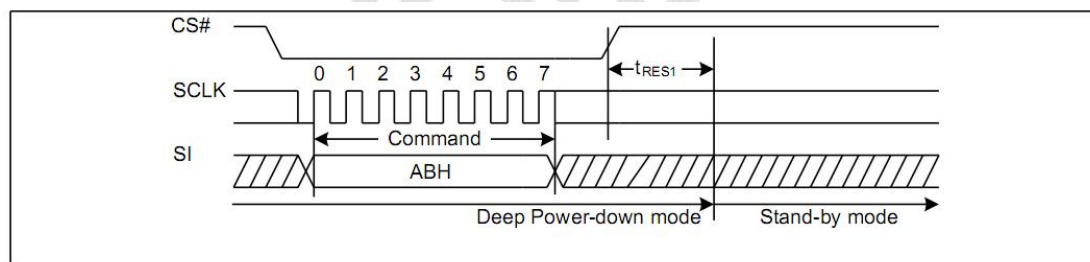 CS#
tRES1
0 1 2 3 4 5 6 7
SCLK
Command
SI
ABH
Deep Power-down mode Stand-by mode